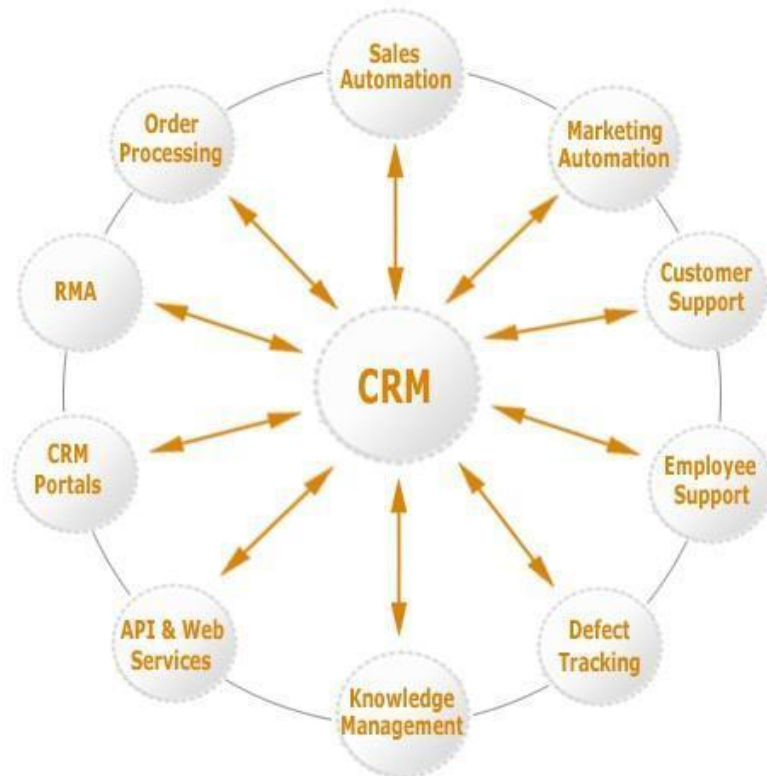 Sales
Automation
Marketing
Automation
Customer
Support
Employee
Support
Defect
Tracking
Knowledge
Management
API & Web
Services
CRM
Portals
RMA
Order
Processing
CRM